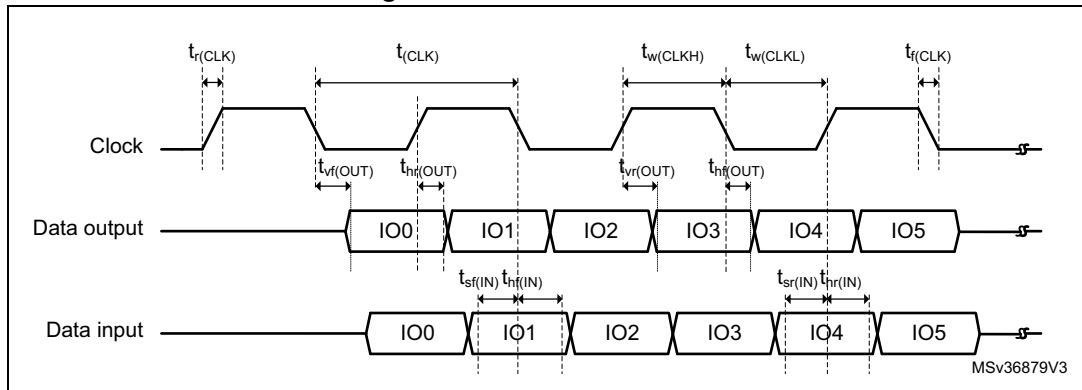 t_r(CLK) t_(CLK) t_w(CLKH) t_w(CLKL) t_f(CLK)
Clock
t_vf(OUT) t_hr(OUT) t_vr(OUT) t_hf(OUT)
Data output IO0 IO1 IO2 IO3 IO4 IO5
t_sf(IN) t_hf(IN) t_sr(IN) t_hr(IN)
Data input IO0 IO1 IO2 IO3 IO4 IO5
MSv36879V3